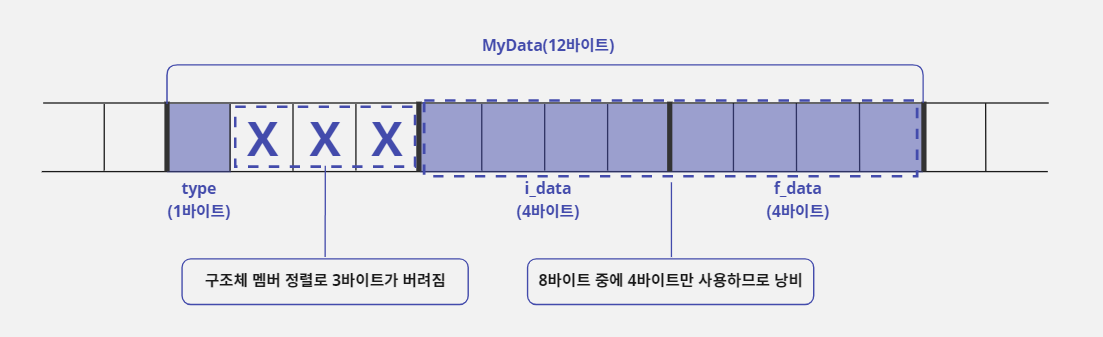 MyData(12바이트)
X X X
type
(1바이트)
i_data
(4바이트)
f_data
(4바이트)
구조체 멤버 정렬로 3바이트가 버려짐
8바이트 중에 4바이트만 사용하므로 낭비